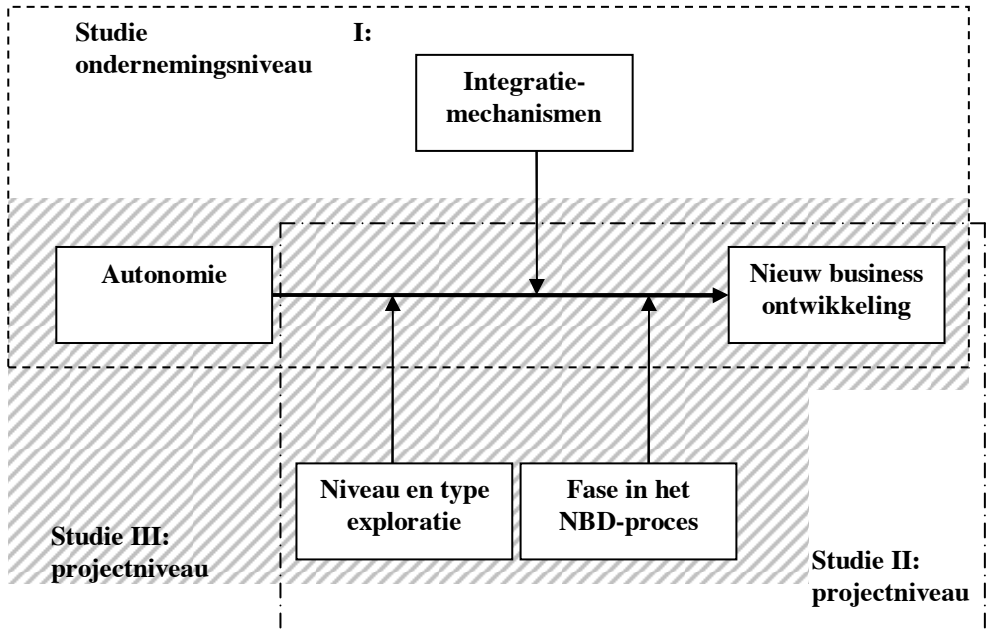 Studie I:
ondernemingsniveau
Integratie-
mechanismen
Autonomie
Nieuw business
ontwikkeling
Niveau en type
exploratie
Fase in het
NBD-proces
Studie III:
projectniveau
Studie II:
projectniveau